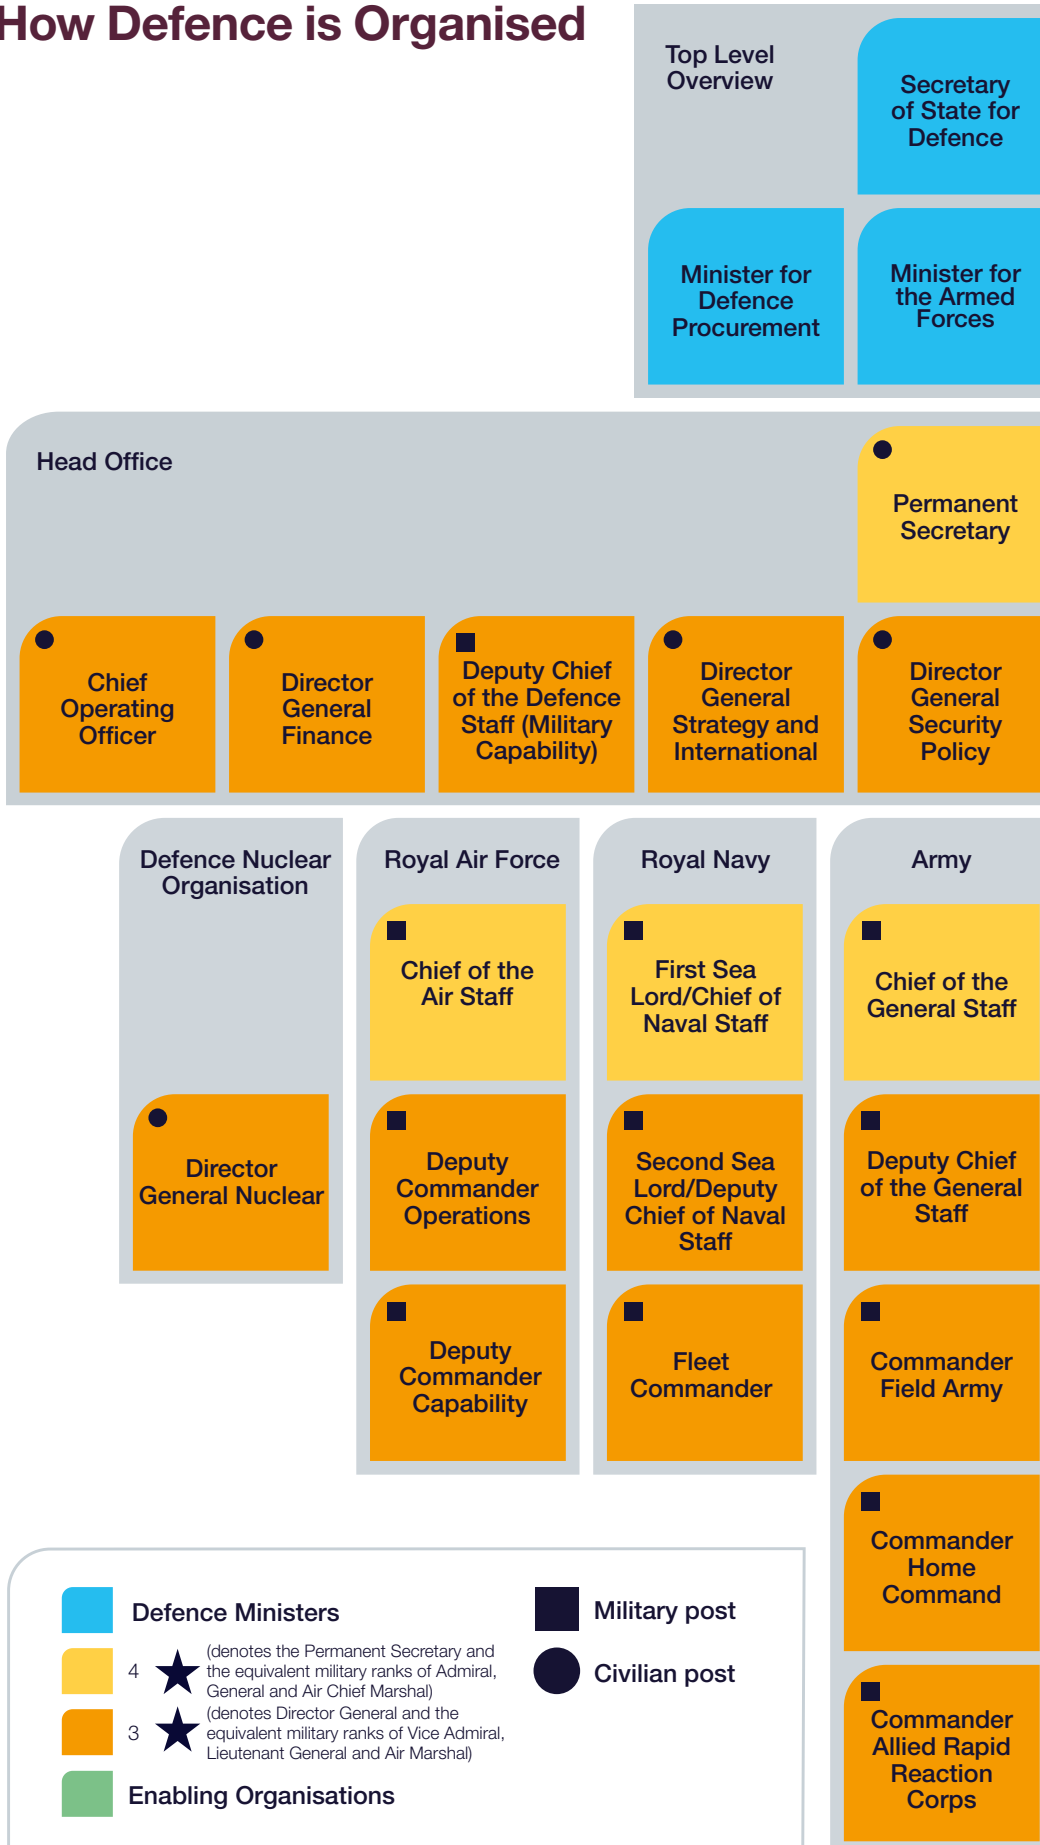 How Defence is Organised
Top Level
Overview
Secretary
of State for
Defence
Minister for
Defence
Procurement
Minister for
the Armed
Forces
Head Office
Permanent
Secretary
Chief
Operating
Officer
Director
General
Finance
Deputy Chief
of the Defence
Staff (Military
Capability)
Director
General
Strategy and
International
Director
General
Security
Policy
Defence Nuclear
Organisation
Director
General Nuclear
Royal Air Force
Chief of the
Air Staff
Deputy
Commander
Operations
Deputy
Commander
Capability
Royal Navy
First Sea
Lord/Chief of
Naval Staff
Second Sea
Lord/Deputy
Chief of Naval
Staff
Fleet
Commander
Army
Chief of the
General Staff
Deputy Chief
of the General
Staff
Commander
Field Army
Commander
Home
Command
Commander
Allied Rapid
Reaction
Corps
Defence Ministers
4
(denotes the Permanent Secretary and
the equivalent military ranks of Admiral,
General and Air Chief Marshal)
3
(denotes Director General and the
equivalent military ranks of Vice Admiral,
Lieutenant General and Air Marshal)
Enabling Organisations
Military post
Civilian post